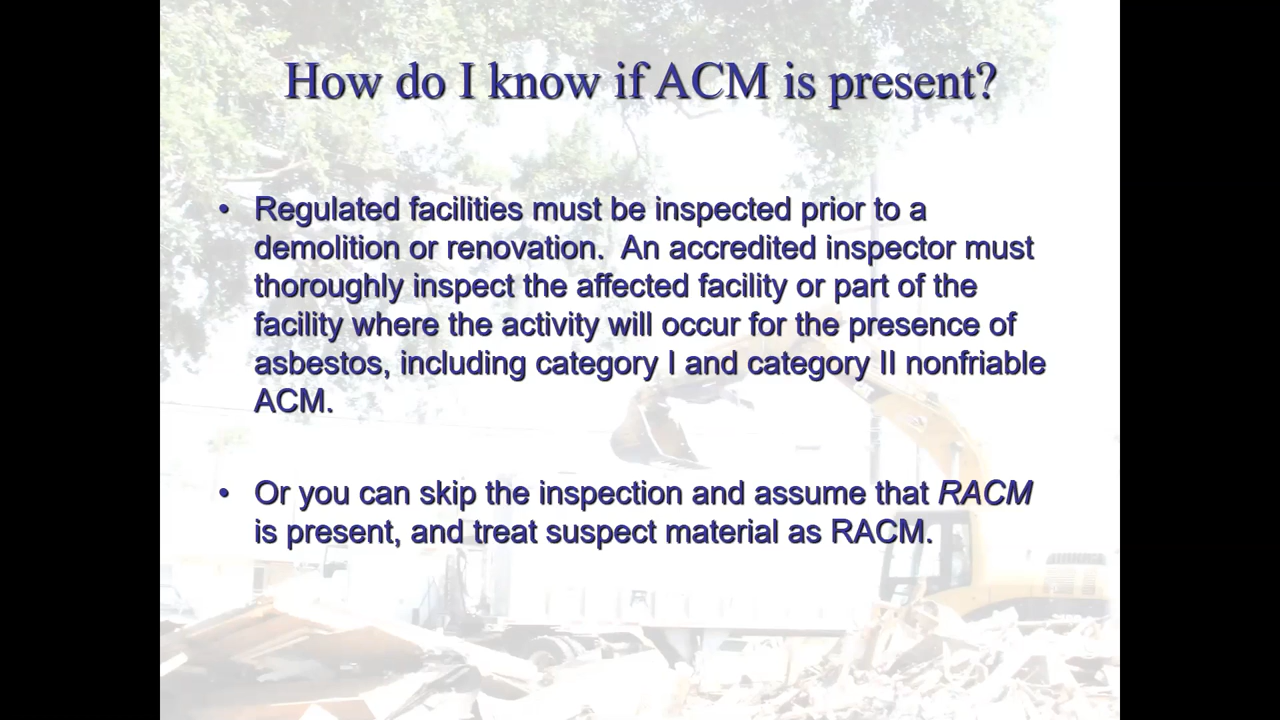 How do I know if ACM is present?
• Regulated facilities must be inspected prior to a
demolition or renovation.  An accredited inspector must
thoroughly inspect the affected facility or part of the
facility where the activity will occur for the presence of
asbestos, including category I and category II nonfriable
ACM.
• Or you can skip the inspection and assume that RACM
is present, and treat suspect material as RACM.